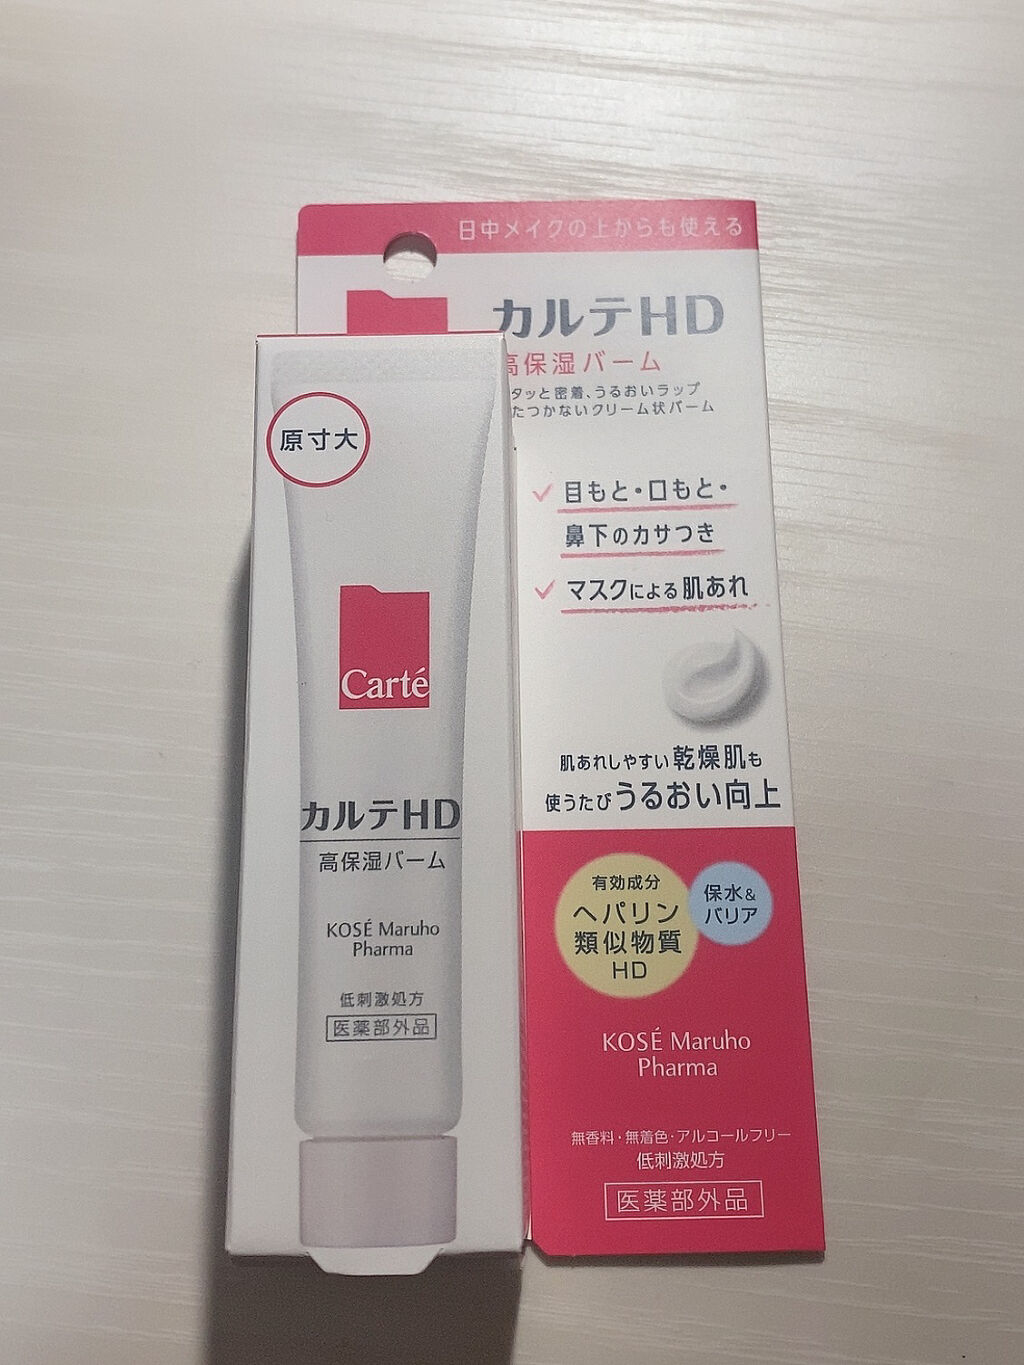 日中メイクの上からも使える
カルテHD
高保湿バーム
タッと密着、うるおいラップ
たつかないクリーム状バーム
目もと・口もと・
鼻下のカサつき
マスクによる肌あれ
肌あれしやすい乾燥肌も
使うたびうるおい向上
有効成分
ヘパリン
類似物質
HD
保水&
バリア
KOSÉ Maruho
Pharma
無香料・無着色・アルコールフリー
低刺激処方
医薬部外品
原寸大
Carté
カルテHD
高保湿バーム
KOSÉ Maruho
Pharma
低刺激処方
医薬部外品